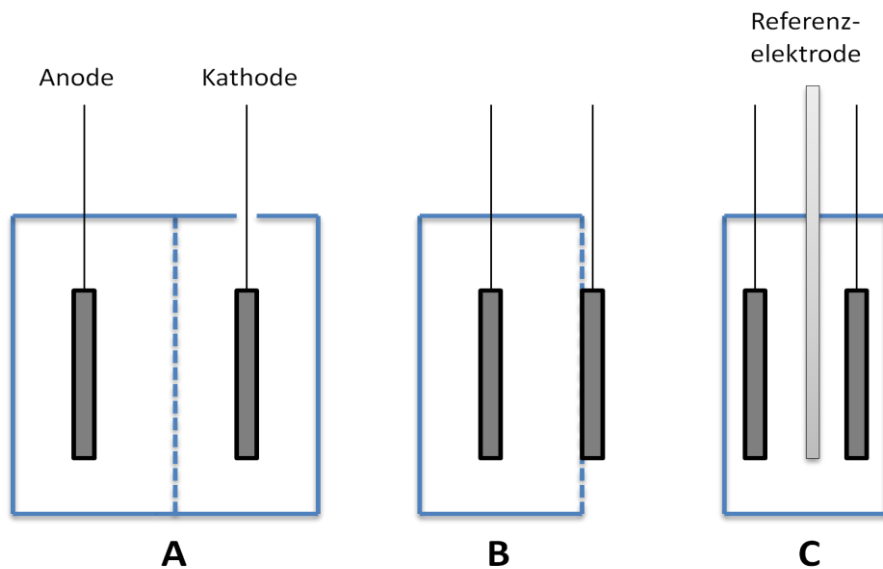 Referenz-
elektrode
Anode
Kathode
A
B
C